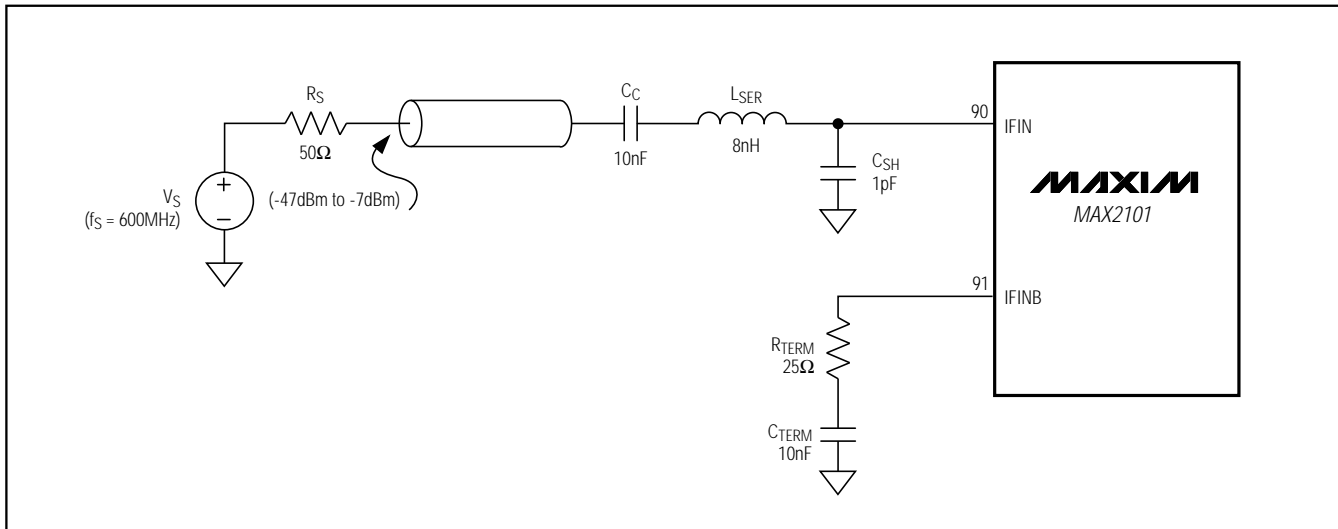 RS
50Ω
VS
(fS = 600MHz)
+
−
(-47dBm to -7dBm)
CC
10nF
LSER
8nH
CSH
1pF
90
IFIN
MAXIM
MAX2101
91
IFINB
RTERM
25Ω
CTERM
10nF